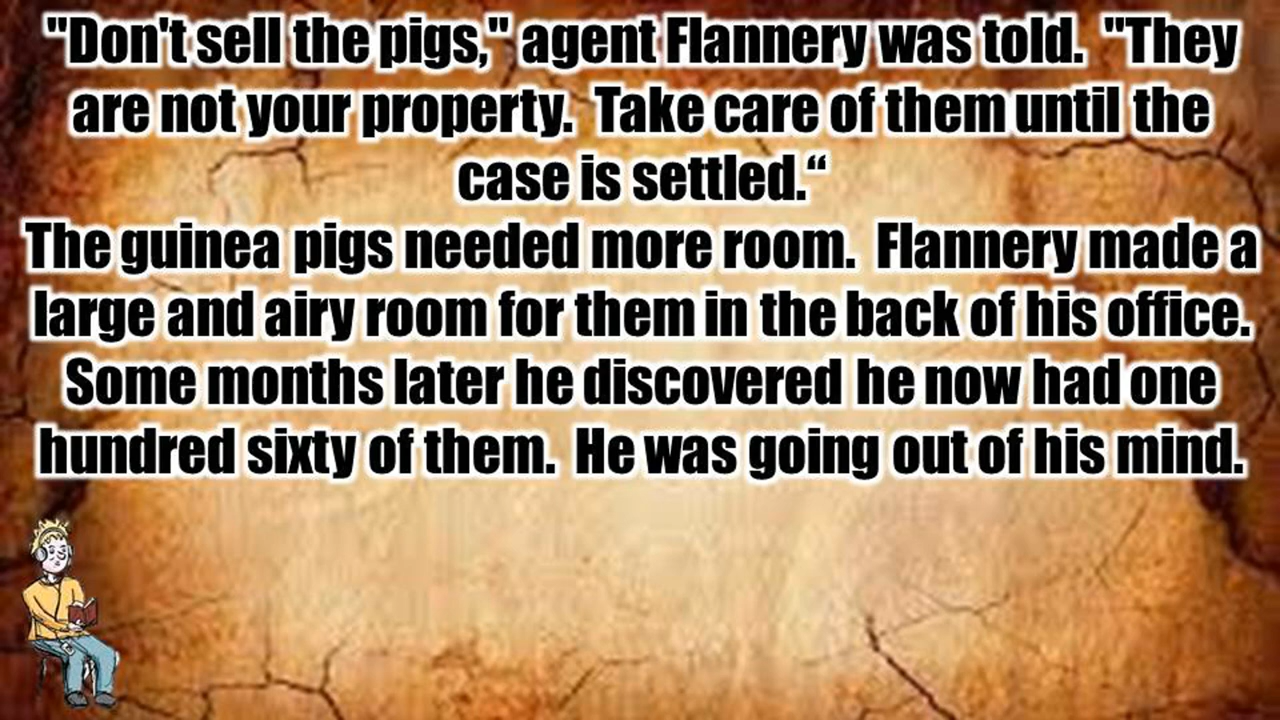 "Don't sell the pigs," agent Flannery was told.  "They
are not your property.  Take care of them until the
case is settled.“
The guinea pigs needed more room.  Flannery made a
large and airy room for them in the back of his office.
Some months later he discovered he now had one
hundred sixty of them.  He was going out of his mind.